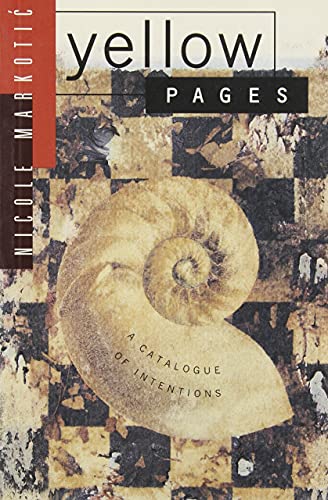 NICOLE MARKOTIĆ
yellow
PAGES
A CATALOGUE
OF INTENTIONS